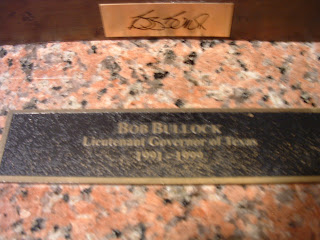 BOB BULLOCK
Lieutenant Governor of Texas
1991-1999